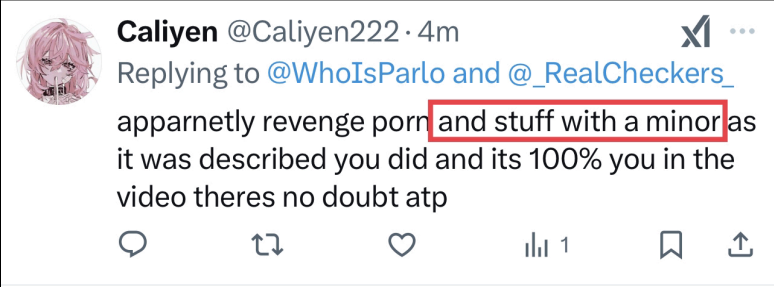 Caliyen @Caliyen222 · 4m
Replying to @WhoIsParlo and @_RealCheckers_
apparnetly revenge porn and stuff with a minor as
it was described you did and its 100% you in the
video theres no doubt atp
1